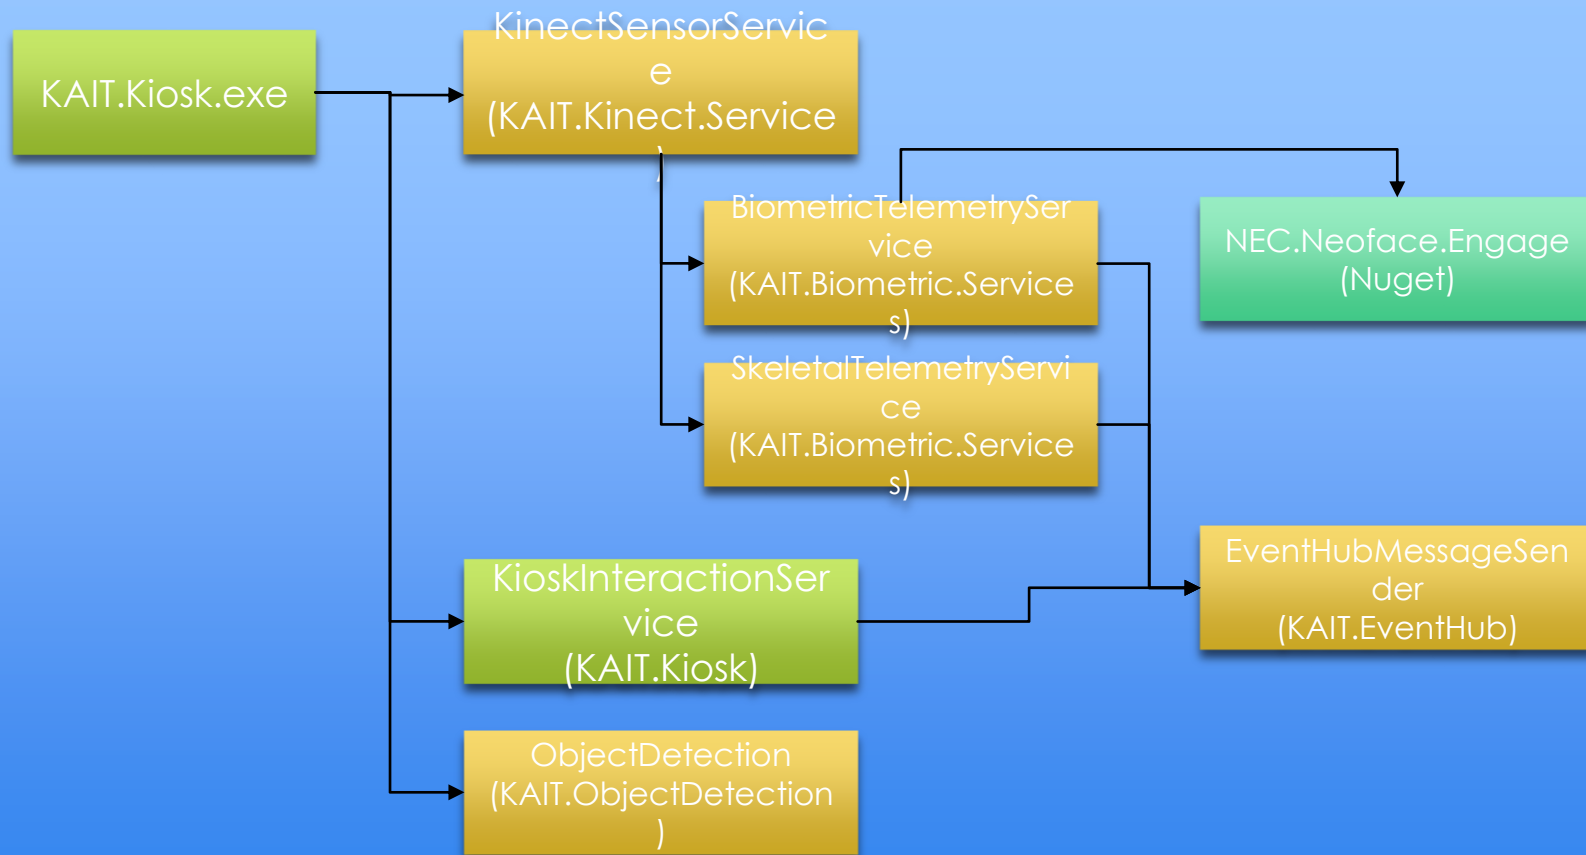 KAIT.Kiosk.exe
KinectSensorServic
e
(KAIT.Kinect.Service
)
BiometricTelemetrySer
vice
(KAIT.Biometric.Service
s)
NEC.Neoface.Engage
(Nuget)
SkeletalTelemetryServi
ce
(KAIT.Biometric.Service
s)
EventHubMessageSen
der
(KAIT.EventHub)
KioskInteractionSer
vice
(KAIT.Kiosk)
ObjectDetection
(KAIT.ObjectDetection
)